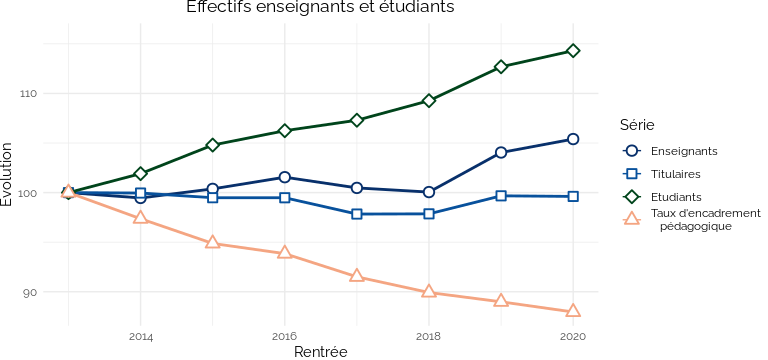 Effectifs enseignants et étudiants
Evolution
110
100
90
2014
2016
2018
2020
Rentrée
Série
Enseignants
Titulaires
Etudiants
Taux d'encadrement
pédagogique